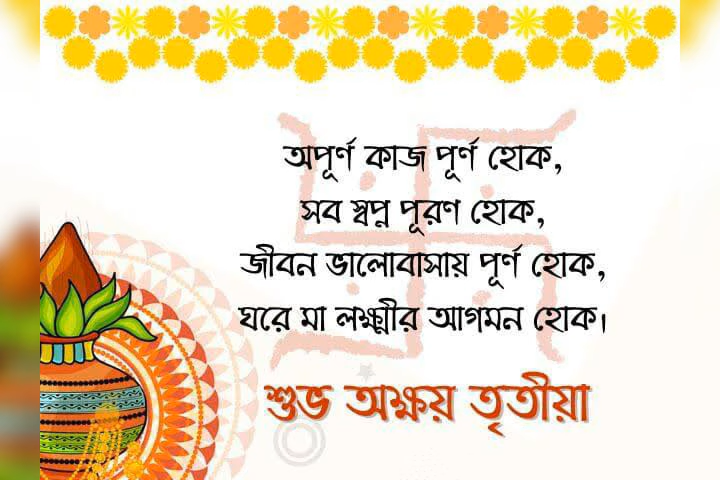 অপূর্ণ কাজ পূর্ণ হোক,
সব স্বপ্ন পূরণ হোক,
জীবন ভালোবাসায় পূর্ণ হোক,
ঘরে মা লক্ষ্মীর আগমন হোক।
শুভ অক্ষয় তৃতীয়া